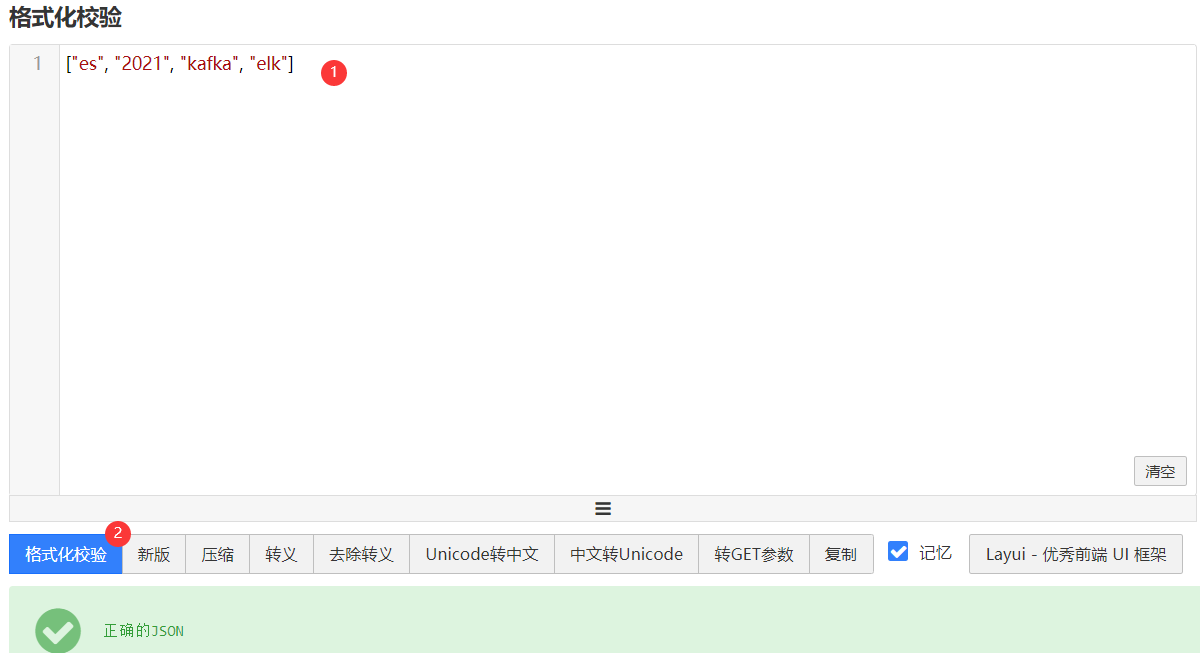 格式化校验
1 ["es", "2021", "kafka", "elk"] 1
清空
2
格式化校验 新版 压缩 转义 去除转义 Unicode转中文 中文转Unicode 转GET参数 复制 记忆 Layui - 优秀前端 UI 框架
正确的JSON